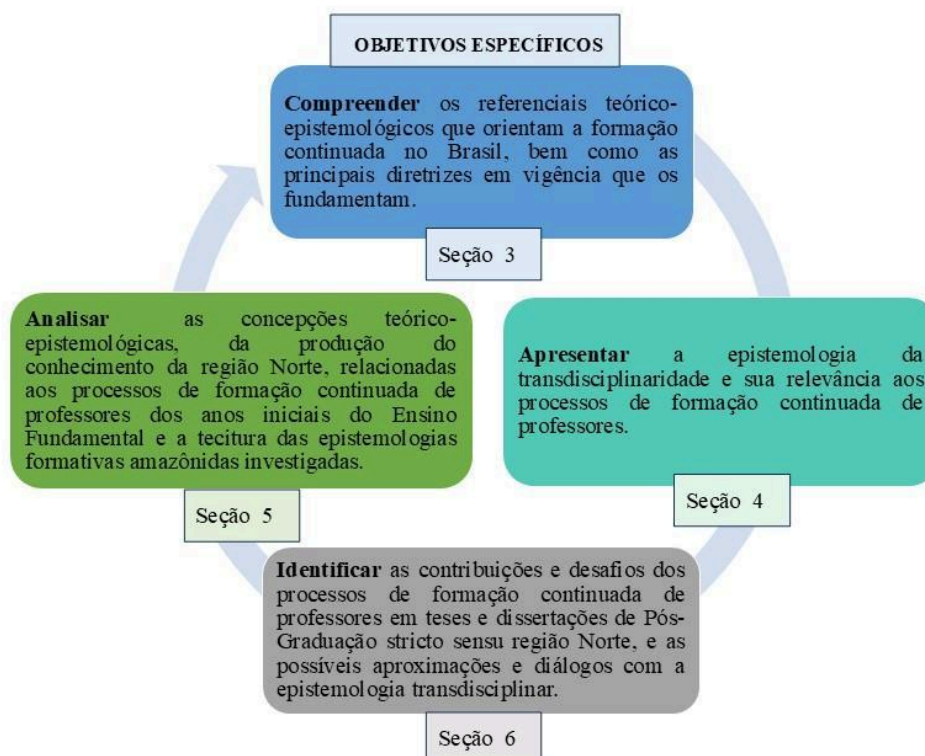 OBJETIVOS ESPECÍFICOS
Compreender os referenciais teórico-
epistemológicos que orientam a formação
continuada no Brasil, bem como as
principais diretrizes em vigência que os
fundamentam.
Seção 3
Apresentar a epistemologia da
transdisciplinaridade e sua relevância aos
processos de formação continuada de
professores.
Seção 4
Analisar as concepções teórico-
epistemológicas, da produção do
conhecimento da região Norte, relacionadas
aos processos de formação continuada de
professores dos anos iniciais do Ensino
Fundamental e a tecitura das epistemologias
formativas amazônidas investigadas.
Seção 5
Identificar as contribuições e desafios dos
processos de formação continuada de
professores em teses e dissertações de Pós-
Graduação stricto sensu região Norte, e as
possíveis aproximações e diálogos com a
epistemologia transdisciplinar.
Seção 6